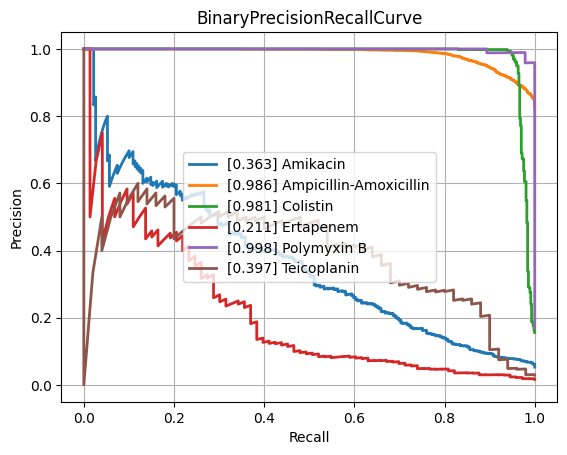 BinaryPrecisionRecallCurve
Precision
1.0
0.8
0.6
0.4
0.2
0.0
[0.363] Amikacin
[0.986] Ampicillin-Amoxicillin
[0.981] Colistin
[0.211] Ertapenem
[0.998] Polymyxin B
[0.397] Teicoplanin
0.0 0.2 0.4 0.6 0.8 1.0
Recall